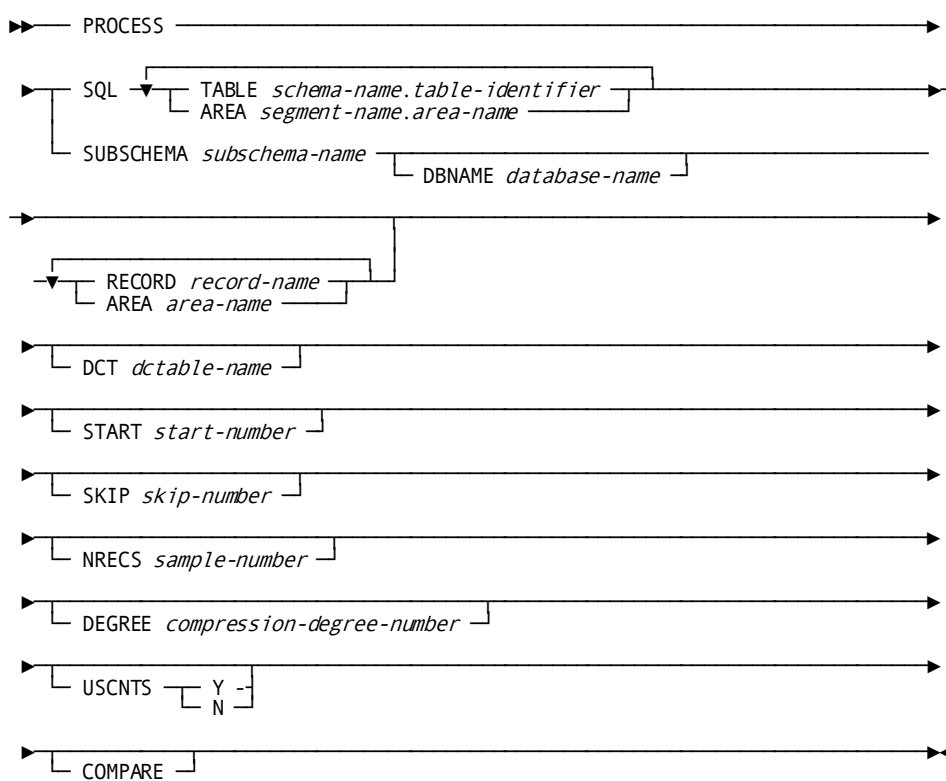 PROCESS
SQL TABLE schema-name.table-identifier
AREA segment-name.area-name
SUBSCHEMA subschema-name
DBNAME database-name
RECORD record-name
AREA area-name
DCT dctable-name
START start-number
SKIP skip-number
NRECS sample-number
DEGREE compression-degree-number
USCNTS Y
N
COMPARE